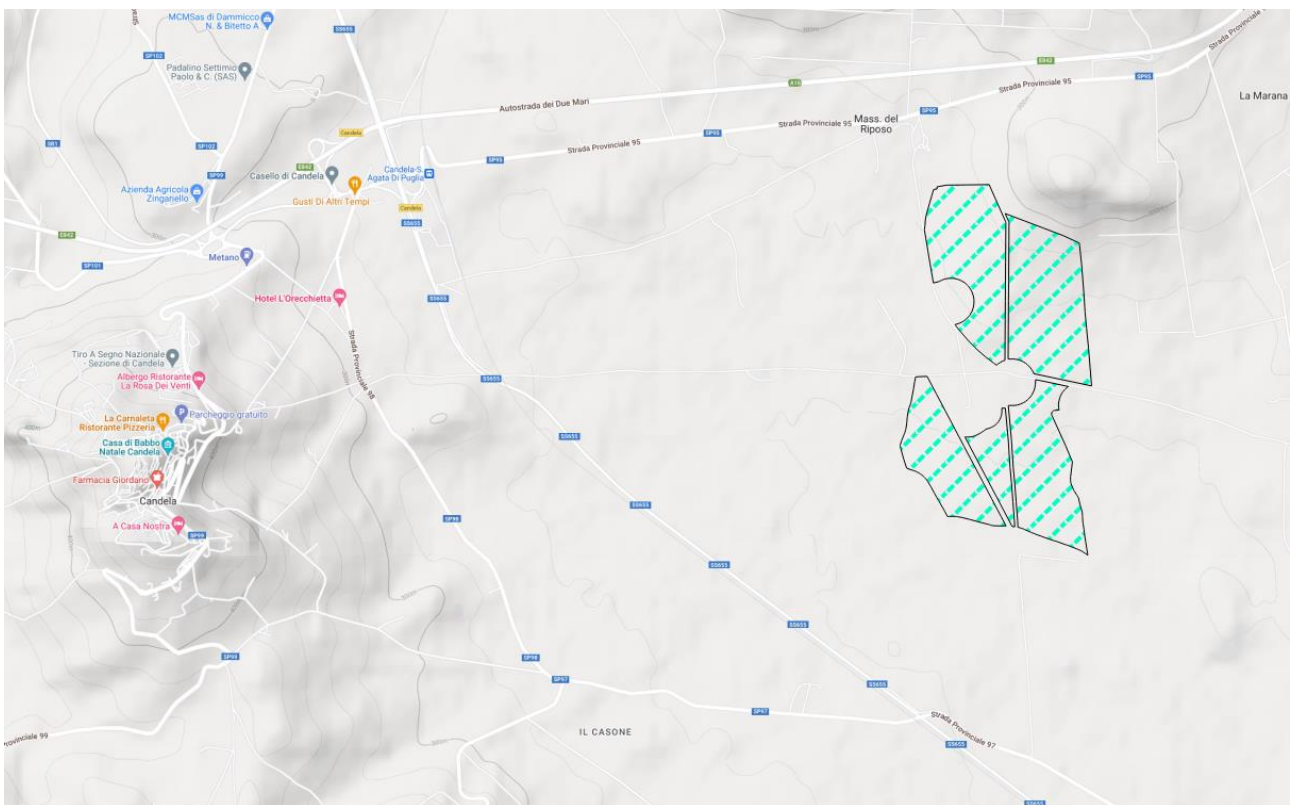 MCMSas di Dammicco
N. & Bitetto A
SS655
Strada Provinciale 9
SP102
E842
Padalino Settimio
Paolo & C. (SAS)
A16
SP95
Strada Provinciale 95
La Marana
Autostrada dei Due Mari
SP95
Mass. del
Riposo
Strada Provinciale 95
Candela
SP95
SP102
Strada Provinciale 95
E842
SP95
Casello di Candela
Candela-S.
Agata Di Puglia
SP99
Azienda Agricola
Zingariello
Gusti Di Altri Tempi
Candela
SS655
E842
Metano
SP101
Hotel L'Orecchietta
SS655
Strada Provinciale 98
Tiro A Segno Nazionale
Sezione di Candela
Albergo Ristorante
La Rosa Dei Venti
SS655
La Carnaleta
Ristorante Pizzeria
Parcheggio gratuito
Casa di Babbo
Natale Candela
SS655
Farmacia Giordano
Candela
SS655
A Casa Nostra
SP98
SP99
SS655
SS655
SP99
SP98
SP97
SS655
SP97
Strada Provinciale 97
IL CASONE
rovinciale 99
SS655
SS655